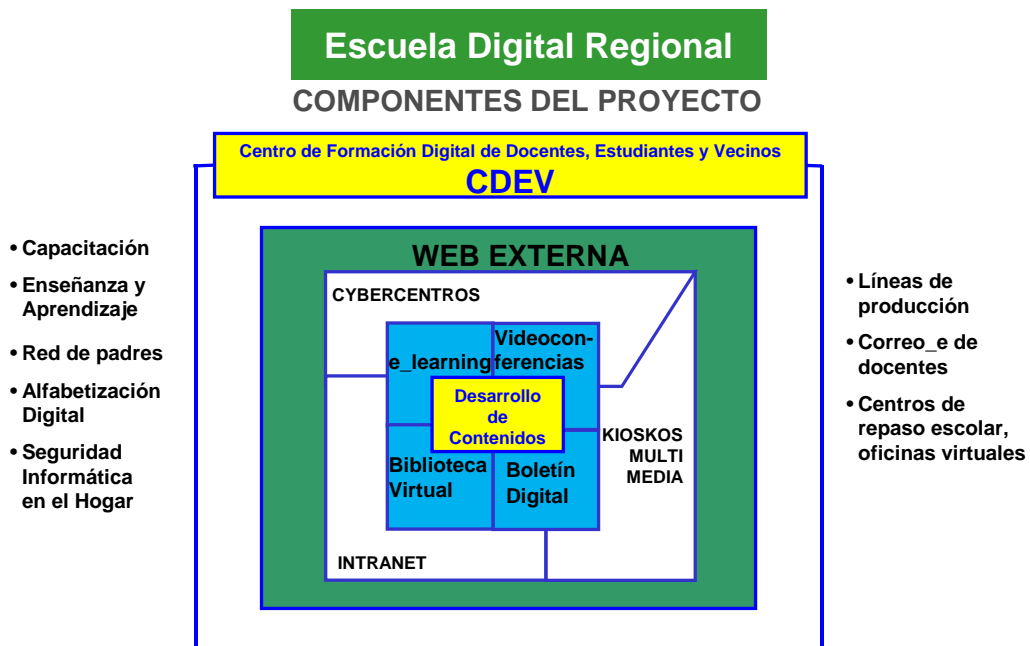 Escuela Digital Regional
COMPONENTES DEL PROYECTO
Centro de Formación Digital de Docentes, Estudiantes y Vecinos
CDEV
• Capacitación
• Enseñanza y
Aprendizaje
• Red de padres
• Alfabetización
Digital
• Seguridad
Informática
en el Hogar
WEB EXTERNA
CYBERCENTROS
e_learning
Videocon-
ferencias
Desarrollo
de
Contenidos
Biblioteca
Virtual
Boletín
Digital
KIOSKOS
MULTI
MEDIA
INTRANET
• Líneas de
producción
• Correo_e de
docentes
• Centros de
repaso escolar,
oficinas virtuales